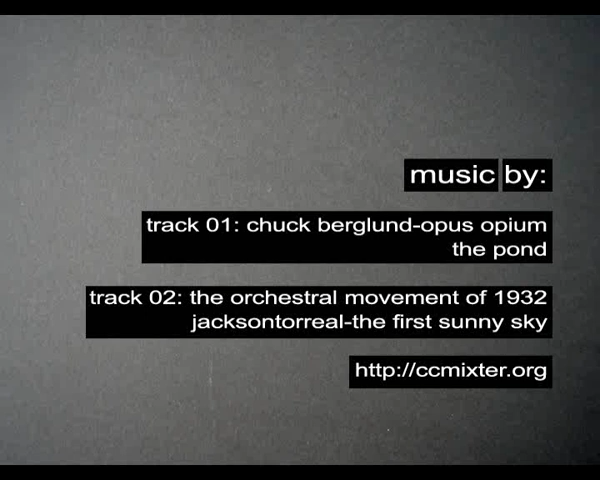 music by:
track 01: chuck berglund-opus opium
the pond
track 02: the orchestral movement of 1932
jacksontorreal-the first sunny sky
http://ccmixter.org